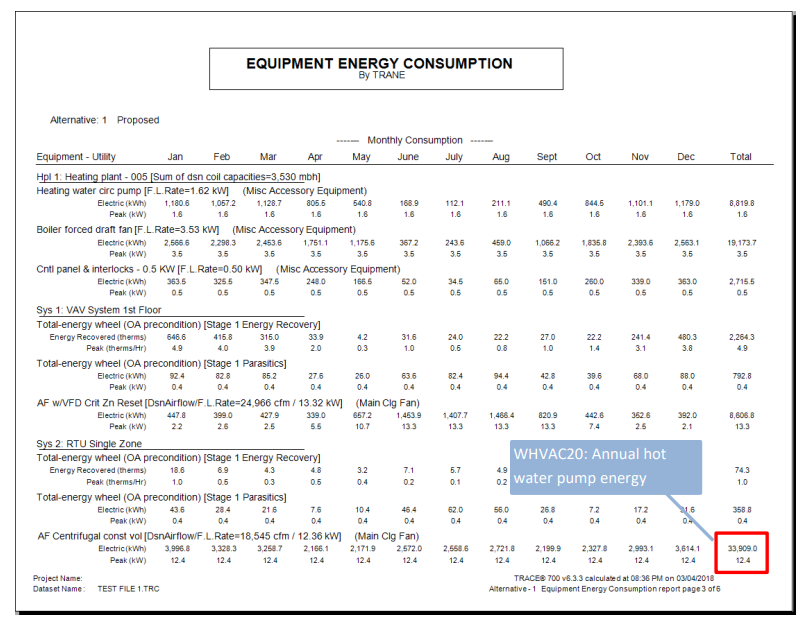 EQUIPMENT ENERGY CONSUMPTION
By TRANE
Alternative: 1 Proposed
------- Monthly Consumption -------
Equipment - Utility Jan Feb Mar Apr May June July Aug Sept Oct Nov Dec Total
Hpl 1: Heating plant - 005 [Sum of dsn coil capacities=3,530 mbh]
Heating water circ pump [F.L.Rate=1.62 kW] (Misc Accessory Equipment)
Electric (kWh) 1,180.6 1,057.2 1,128.7 805.5 540.8 168.9 112.1 211.1 490.4 844.5 1,101.1 1,179.0 8,819.8
Peak (kW) 1.6 1.6 1.6 1.6 1.6 1.6 1.6 1.6 1.6 1.6 1.6 1.6 1.6
Boiler forced draft fan [F.L.Rate=3.53 kW] (Misc Accessory Equipment)
Electric (kWh) 2,566.6 2,298.3 2,453.6 1,751.1 1,175.6 367.2 243.6 459.0 1,066.2 1,835.8 2,393.6 2,563.1 19,173.7
Peak (kW) 3.5 3.5 3.5 3.5 3.5 3.5 3.5 3.5 3.5 3.5 3.5 3.5 3.5
Cntl panel & interlocks - 0.5 KW [F.L.Rate=0.50 kW] (Misc Accessory Equipment)
Electric (kWh) 363.5 325.5 347.5 248.0 166.5 52.0 34.5 65.0 151.0 260.0 339.0 363.0 2,715.5
Peak (kW) 0.5 0.5 0.5 0.5 0.5 0.5 0.5 0.5 0.5 0.5 0.5 0.5 0.5
Sys 1: VAV System 1st Floor
Total-energy wheel (OA precondition) [Stage 1 Energy Recovery]
Energy Recovered (therms) 646.6 415.8 315.0 33.9 4.2 31.6 24.0 22.2 27.0 22.2 241.4 480.3 2,264.3
Peak (therms/Hr) 4.9 4.0 3.9 2.0 0.3 1.0 0.5 0.8 1.0 1.4 3.1 3.8 4.9
Total-energy wheel (OA precondition) [Stage 1 Parasitics]
Electric (kWh) 92.4 82.8 85.2 27.6 26.0 63.6 82.4 94.4 42.8 39.6 68.0 88.0 792.8
Peak (kW) 0.4 0.4 0.4 0.4 0.4 0.4 0.4 0.4 0.4 0.4 0.4 0.4 0.4
AF w/VFD Crit Zn Reset [DsnAirflow/F.L.Rate=24,966 cfm / 13.32 kW] (Main Clg Fan)
Electric (kWh) 447.8 399.0 427.9 339.0 657.2 1,453.9 1,407.7 1,466.4 820.9 442.6 352.6 392.0 8,606.8
Peak (kW) 2.2 2.6 2.5 5.5 10.7 13.3 13.3 13.3 13.3 7.4 2.5 2.1 13.3
Sys 2: RTU Single Zone
Total-energy wheel (OA precondition) [Stage 1 Energy Recovery]
Energy Recovered (therms) 18.6 6.9 4.3 4.8 3.2 7.1 5.7 4.9 74.3
Peak (therms/Hr) 1.0 0.5 0.3 0.5 0.4 0.2 0.1 0.2 1.0
WHVAC20: Annual hot
water pump energy
Total-energy wheel (OA precondition) [Stage 1 Parasitics]
Electric (kWh) 43.6 28.4 21.6 7.6 10.4 46.4 62.0 56.0 26.8 7.2 17.2 358.8
Peak (kW) 0.4 0.4 0.4 0.4 0.4 0.4 0.4 0.4 0.4 0.4 0.4 0.4 0.4
AF Centrifugal const vol [DsnAirflow/F.L.Rate=18,545 cfm / 12.36 kW] (Main Clg Fan)
Electric (kWh) 3,996.8 3,328.3 3,258.7 2,166.1 2,171.9 2,572.0 2,558.6 2,721.8 2,199.9 2,327.8 2,993.1 3,614.1 33,909.0
Peak (kW) 12.4 12.4 12.4 12.4 12.4 12.4 12.4 12.4 12.4 12.4 12.4 12.4 12.4
Project Name:
TRACE® 700 v6.3.3 calculated at 08:36 PM on 03/04/2018
Dataset Name: TEST FILE 1.TRC
Alternative - 1 Equipment Energy Consumption report page 3 of 6